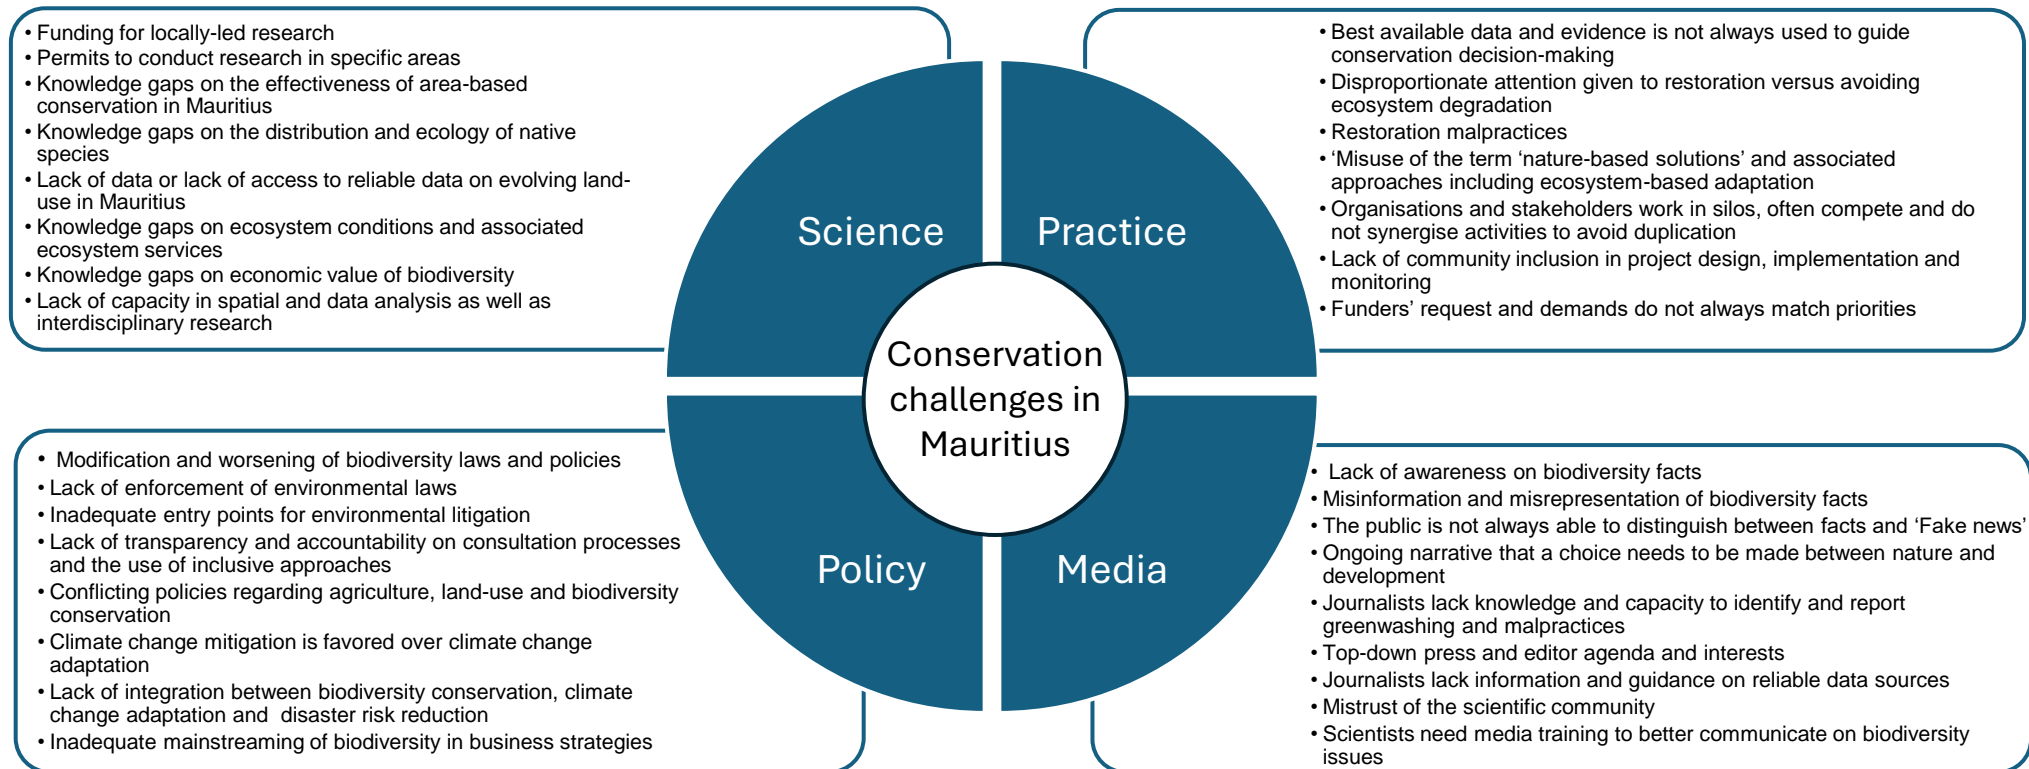 • Funding for locally-led research
• Permits to conduct research in specific areas
• Knowledge gaps on the effectiveness of area-based
conservation in Mauritius
• Knowledge gaps on the distribution and ecology of native
species
• Lack of data or lack of access to reliable data on evolving land-
use in Mauritius
• Knowledge gaps on ecosystem conditions and associated
ecosystem services
• Knowledge gaps on economic value of biodiversity
• Lack of capacity in spatial and data analysis as well as
interdisciplinary research
• Best available data and evidence is not always used to guide
conservation decision-making
• Disproportionate attention given to restoration versus avoiding
ecosystem degradation
• Restoration malpractices
• ‘Misuse of the term ‘nature-based solutions’ and associated
approaches including ecosystem-based adaptation
• Organisations and stakeholders work in silos, often compete and do
not synergise activities to avoid duplication
• Lack of community inclusion in project design, implementation and
monitoring
• Funders’ request and demands do not always match priorities
Science
Practice
Conservation
challenges in
Mauritius
Policy
Media
• Modification and worsening of biodiversity laws and policies
• Lack of enforcement of environmental laws
• Inadequate entry points for environmental litigation
• Lack of transparency and accountability on consultation processes
and the use of inclusive approaches
• Conflicting policies regarding agriculture, land-use and biodiversity
conservation
• Climate change mitigation is favored over climate change
adaptation
• Lack of integration between biodiversity conservation, climate
change adaptation and disaster risk reduction
• Inadequate mainstreaming of biodiversity in business strategies
• Lack of awareness on biodiversity facts
• Misinformation and misrepresentation of biodiversity facts
• The public is not always able to distinguish between facts and ‘Fake news’
• Ongoing narrative that a choice needs to be made between nature and
development
• Journalists lack knowledge and capacity to identify and report
greenwashing and malpractices
• Top-down press and editor agenda and interests
• Journalists lack information and guidance on reliable data sources
• Mistrust of the scientific community
• Scientists need media training to better communicate on biodiversity
issues